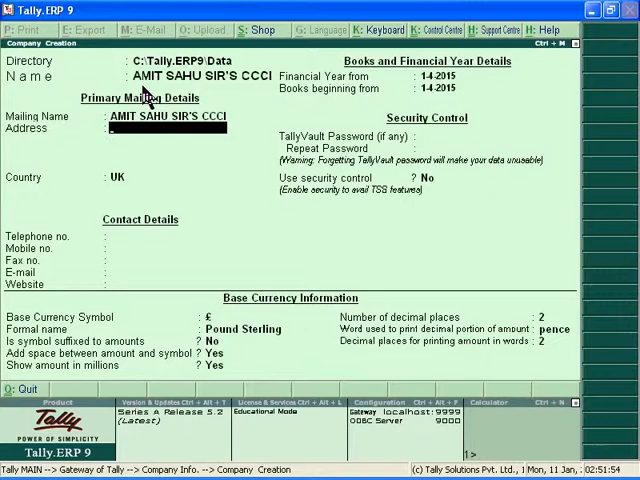 Tally.ERP 9
P: Print E: Export M: E-Mail O: Upload S: Shop G: Language K: Keyboard K: Control Centre H: Support Centre H: Help
Company Creation Ctrl + M
Directory : C:\Tally.ERP9\Data
Name : AMIT SAHU SIR'S CCCI
Books and Financial Year Details
Financial Year from : 1-4-2015
Books beginning from : 1-4-2015
Primary Mailing Details
Mailing Name : AMIT SAHU SIR'S CCCI
Address :
Security Control
TallyVault Password (if any) :
Repeat Password :
(Warning: Forgetting TallyVault password will make your data unusable)
Country : UK
Use security control ? No
(Enable security to avail TSS features)
Contact Details
Telephone no. :
Mobile no. :
Fax no. :
E-mail :
Website :
Base Currency Information
Base Currency Symbol : £
Formal name : Pound Sterling
Is symbol suffixed to amounts ? No
Add space between amount and symbol ? Yes
Show amount in millions ? Yes
Number of decimal places : 2
Word used to print decimal portion of amount : pence
Decimal places for printing amount in words : 2
Q: Quit
Product
Tally
POWER OF SIMPLICITY
Tally.ERP 9
Version & Updates Ctrl + Alt + T
Series A Release 5.2
(Latest)
License & Services Ctrl + Alt + L
Educational Mode
Configuration Ctrl + Alt + F
Gateway localhost:9999
ODBC Server 9000
Calculator Ctrl + N
1>
Tally MAIN --> Gateway of Tally --> Company Info. --> Company Creation
(c) Tally Solutions Pvt. Ltd., 1
Mon, 11 Jan,
02:51:54